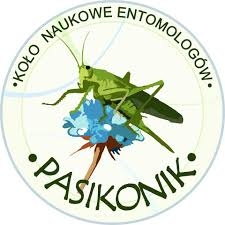 • KOŁO NAUKOWE ENTOMOLOGÓW •
PASIKONIK